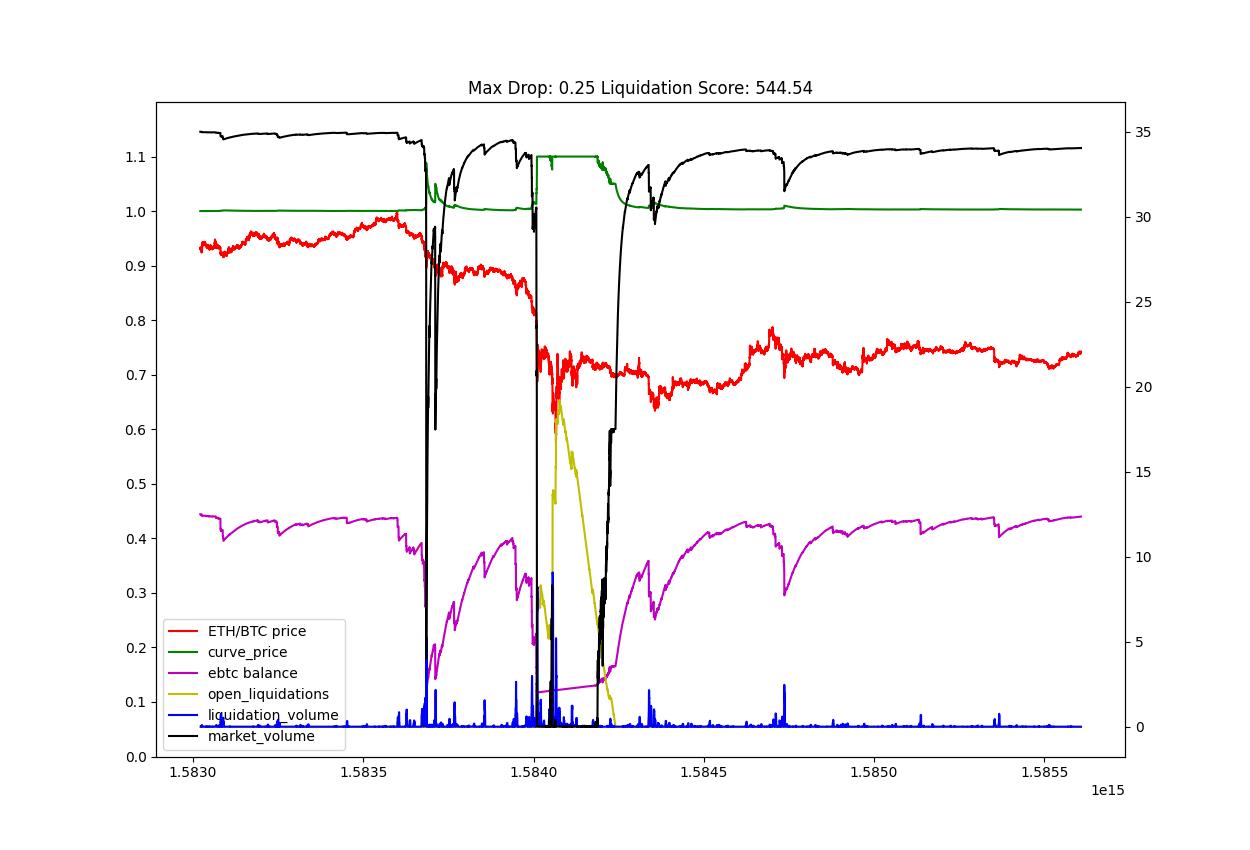 Max Drop: 0.25 Liquidation Score: 544.54
1.1
1.0
0.9
0.8
0.7
0.6
0.5
0.4
0.3
0.2
0.1
0.0
35
30
25
20
15
10
5
0
ETH/BTC price
curve_price
ebtc balance
open_liquidations
liquidation_volume
market_volume
1.5830 1.5835 1.5840 1.5845 1.5850 1.5855
1e15